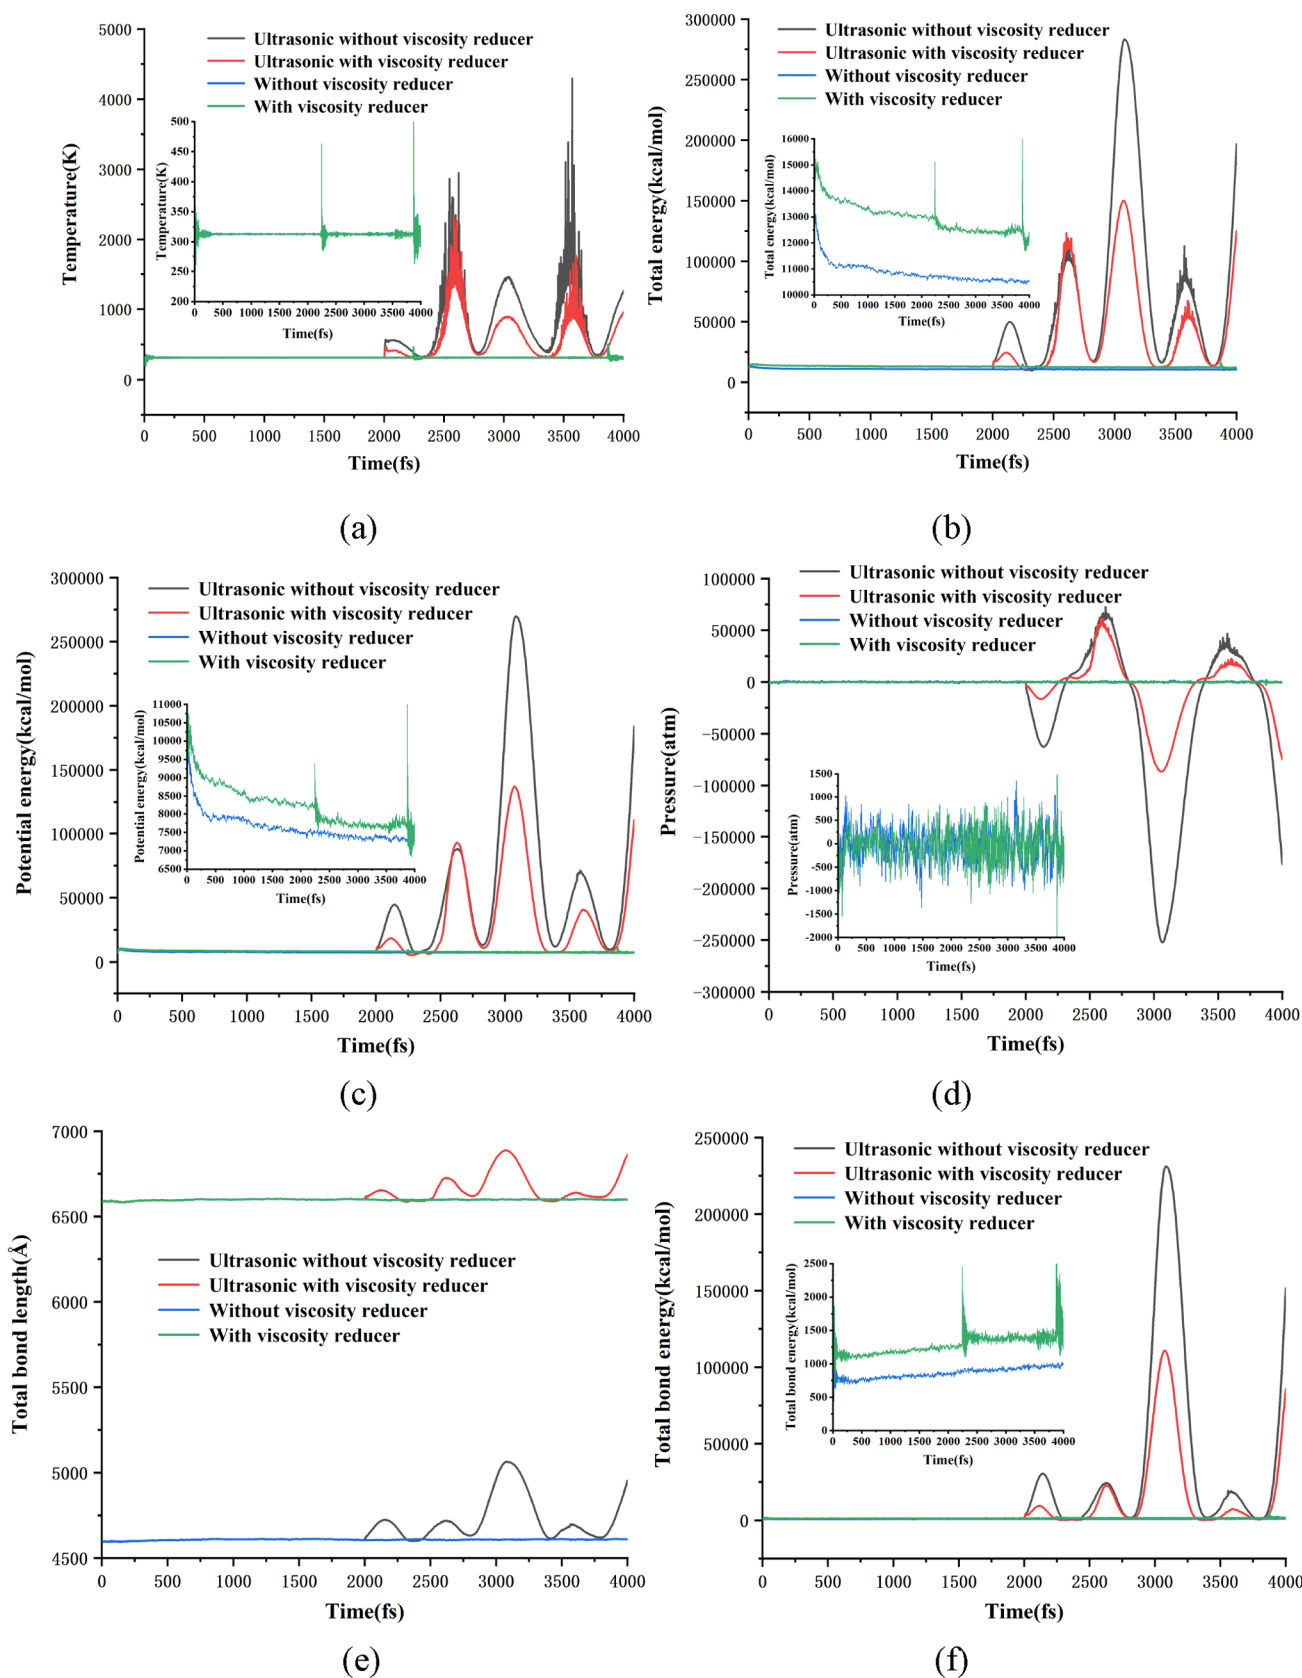 5000
4000
3000
2000
1000
0
Temperature(K)
Ultrasonic without viscosity reducer
Ultrasonic with viscosity reducer
Without viscosity reducer
With viscosity reducer
500
450
400
350
300
250
200
Temperature(K)
0 500 1000 1500 2000 2500 3000 3500 4000
Time(fs)
0 500 1000 1500 2000 2500 3000 3500 4000
Time(fs)
(a)
300000
250000
200000
150000
100000
50000
0
Total energy(kcal/mol)
Ultrasonic without viscosity reducer
Ultrasonic with viscosity reducer
Without viscosity reducer
With viscosity reducer
16000
15000
14000
13000
12000
11000
10000
Total energy(kcal/mol)
0 500 1000 1500 2000 2500 3000 3500 4000
Time(fs)
0 500 1000 1500 2000 2500 3000 3500 4000
Time(fs)
(b)
300000
250000
200000
150000
100000
50000
0
Potential energy(kcal/mol)
Ultrasonic without viscosity reducer
Ultrasonic with viscosity reducer
Without viscosity reducer
With viscosity reducer
11000
10500
10000
9500
9000
8500
8000
7500
7000
6500
Potential energy(kcal/mol)
0 500 1000 1500 2000 2500 3000 3500 4000
Time(fs)
0 500 1000 1500 2000 2500 3000 3500 4000
Time(fs)
(c)
100000
50000
0
−50000
−100000
−150000
−200000
−250000
−300000
Pressure(atm)
Ultrasonic without viscosity reducer
Ultrasonic with viscosity reducer
Without viscosity reducer
With viscosity reducer
1500
1000
500
0
-500
-1000
-1500
-2000
Pressure(atm)
0 500 1000 1500 2000 2500 3000 3500 4000
Time(fs)
0 500 1000 1500 2000 2500 3000 3500 4000
Time(fs)
(d)
7000
6500
6000
5500
5000
4500
Total bond length(Å)
Ultrasonic without viscosity reducer
Ultrasonic with viscosity reducer
Without viscosity reducer
With viscosity reducer
0 500 1000 1500 2000 2500 3000 3500 4000
Time(fs)
(e)
250000
200000
150000
100000
50000
0
Total bond energy(kcal/mol)
Ultrasonic without viscosity reducer
Ultrasonic with viscosity reducer
Without viscosity reducer
With viscosity reducer
2500
2000
1500
1000
500
0
Total bond energy(kcal/mol)
0 500 1000 1500 2000 2500 3000 3500 4000
Time(fs)
0 500 1000 1500 2000 2500 3000 3500 4000
Time(fs)
(f)